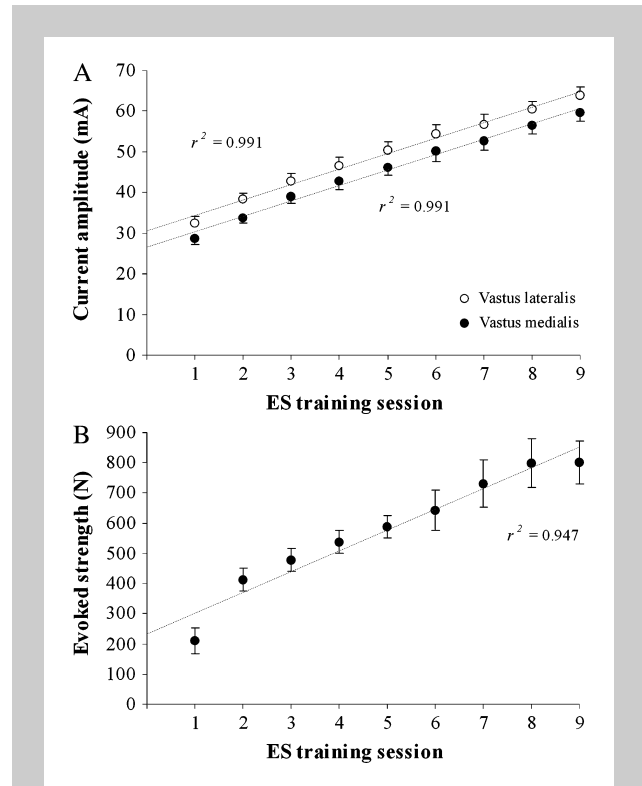 A
Current amplitude (mA)
70
60
50
40
30
20
10
0
r² = 0.991
r² = 0.991
Vastus lateralis
Vastus medialis
1 2 3 4 5 6 7 8 9
ES training session
B
Evoked strength (N)
900
800
700
600
500
400
300
200
100
0
r² = 0.947
1 2 3 4 5 6 7 8 9
ES training session